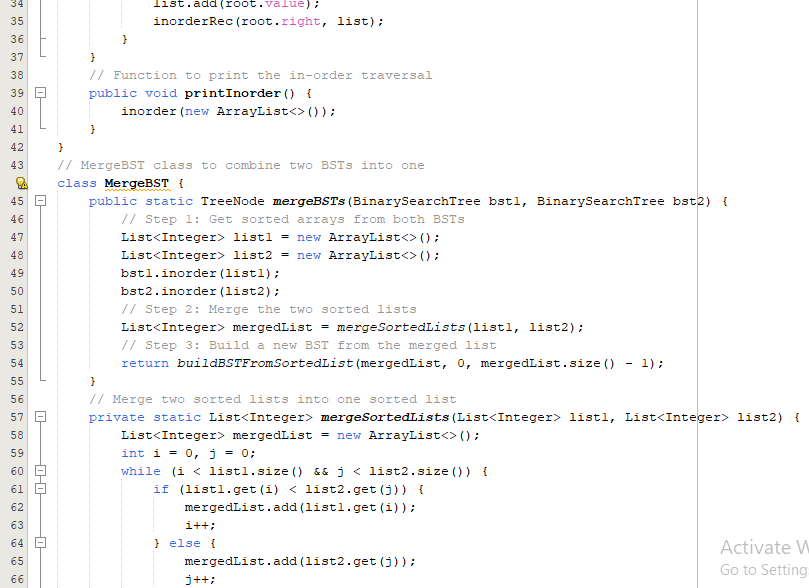 34 list.add(root.value);
35 inorderRec(root.right, list);
36 }
37 }
38 // Function to print the in-order traversal
39 public void printInorder() {
40 inorder(new ArrayList<>());
41 }
42 }
43 // MergeBST class to combine two BSTs into one
class MergeBST {
45 public static TreeNode mergeBSTs(BinarySearchTree bst1, BinarySearchTree bst2) {
46 // Step 1: Get sorted arrays from both BSTs
47 List<Integer> list1 = new ArrayList<>();
48 List<Integer> list2 = new ArrayList<>();
49 bst1.inorder(list1);
50 bst2.inorder(list2);
51 // Step 2: Merge the two sorted lists
52 List<Integer> mergedList = mergeSortedLists(list1, list2);
53 // Step 3: Build a new BST from the merged list
54 return buildBSTFromSortedList(mergedList, 0, mergedList.size() - 1);
55 }
56 // Merge two sorted lists into one sorted list
57 private static List<Integer> mergeSortedLists(List<Integer> list1, List<Integer> list2) {
58 List<Integer> mergedList = new ArrayList<>();
59 int i = 0, j = 0;
60 while (i < list1.size() && j < list2.size()) {
61 if (list1.get(i) < list2.get(j)) {
62 mergedList.add(list1.get(i));
63 i++;
64 } else {
65 mergedList.add(list2.get(j));
66 j++;
Activate W
Go to Setting